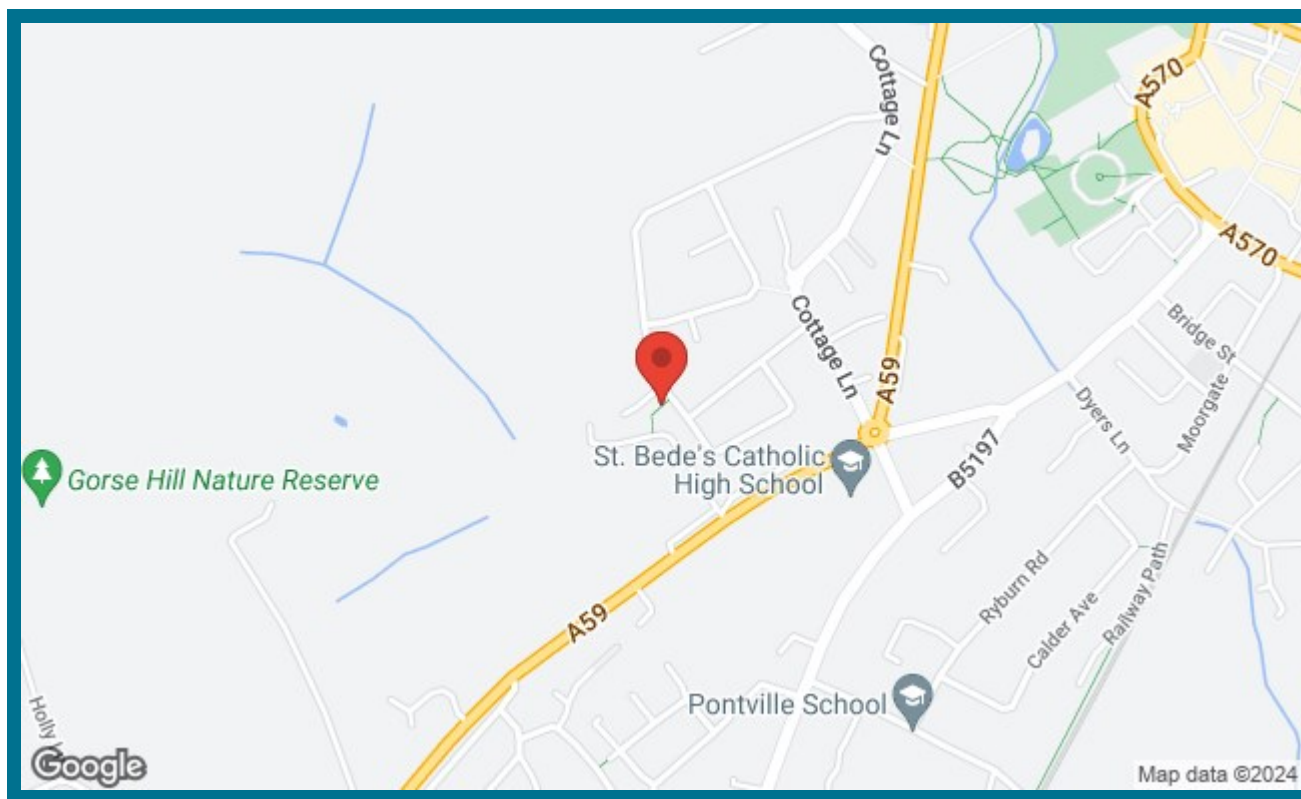 Cottage Ln
A570
A570
Cottage Ln
A59
Bridge St
Dyers Ln
Moorgate
St. Bede's Catholic
High School
B5197
Gorse Hill Nature Reserve
Ryburn Rd
Railway Path
Calder Ave
A59
Pontville School
Holly
Google
Map data ©2024